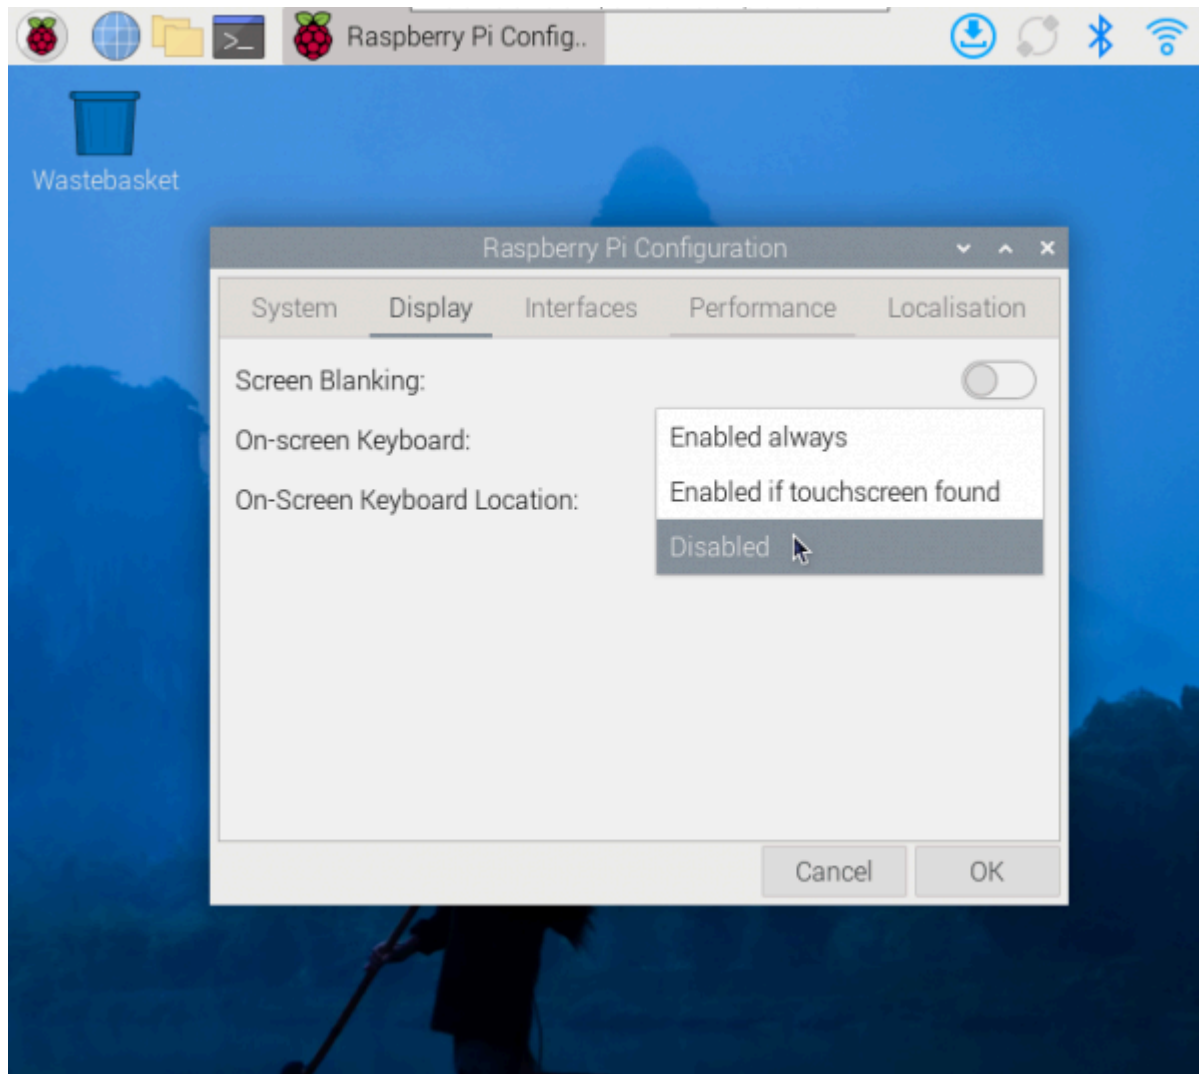 Raspberry Pi Config..
Wastebasket
Raspberry Pi Configuration
System Display Interfaces Performance Localisation
Screen Blanking:
On-screen Keyboard:
Enabled always
Enabled if touchscreen found
On-Screen Keyboard Location:
Disabled
Cancel OK